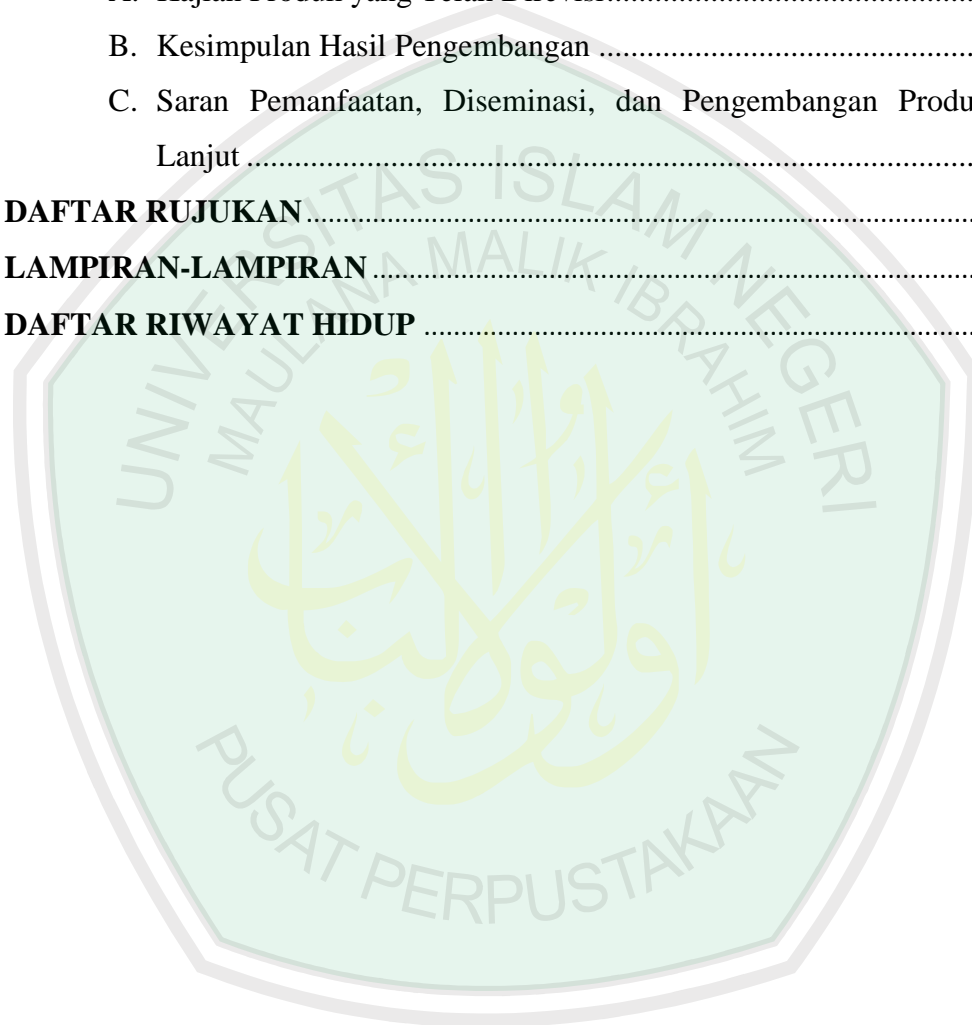 B. Kesimpulan Hasil Pengembangan ..................................................
C. Saran Pemanfaatan, Diseminasi, dan Pengembangan
Lanjut ..................................................
DAFTAR RUJUKAN..................................................
LAMPIRAN-LAMPIRAN ..................................................
DAFTAR RIWAYAT HIDUP ..................................................
UNIVERSITAS ISLAM NEGERI
MAULANA MALIK IBRAHIM
PUSAT PERPUSTAKAAN